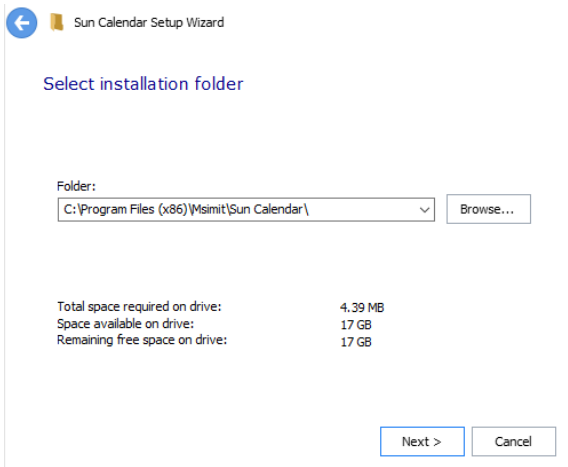 Sun Calendar Setup Wizard
Select installation folder
Folder:
C:\Program Files (x86)\Msimit\Sun Calendar\
Browse...
Total space required on drive: 4.39 MB
Space available on drive: 17 GB
Remaining free space on drive: 17 GB
Next > Cancel